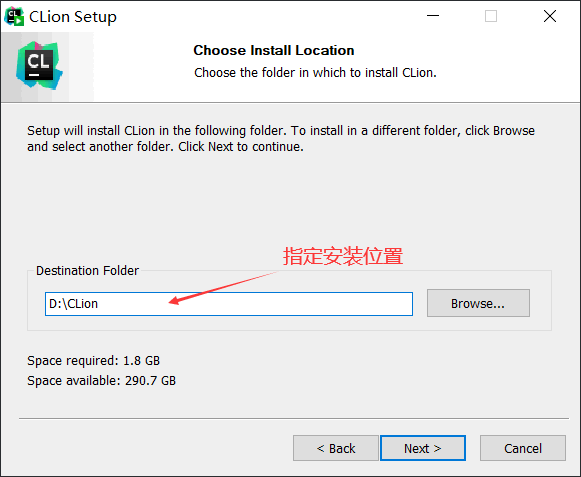 CLion Setup
CL
Choose Install Location
Choose the folder in which to install CLion.
Setup will install CLion in the following folder. To install in a different folder, click Browse
and select another folder. Click Next to continue.
指定安装位置
Destination Folder
D:\CLion
Browse...
Space required: 1.8 GB
Space available: 290.7 GB
< Back
Next >
Cancel